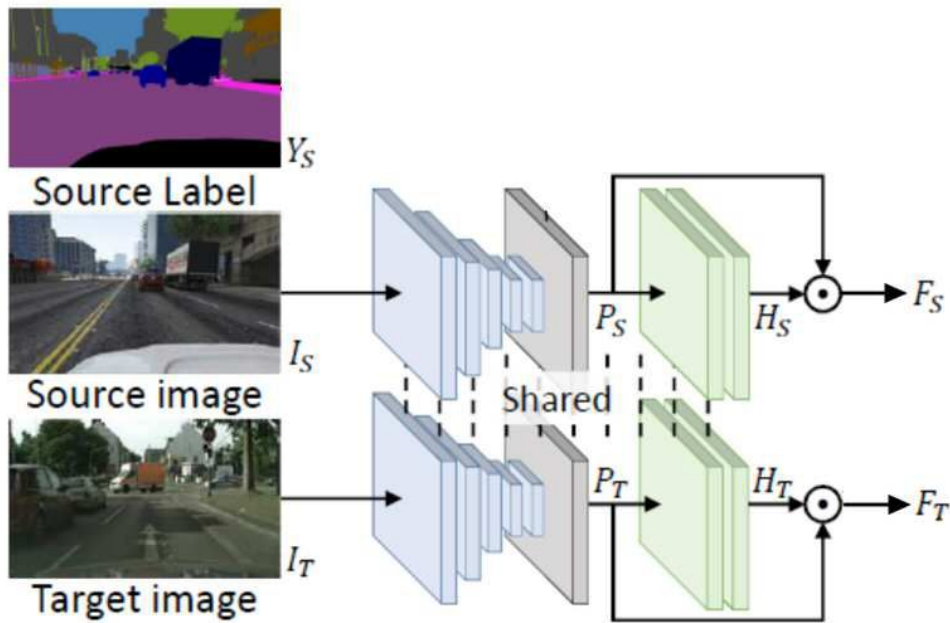 Y_S
Source Label
I_S
Source image
I_T
Target image
P_S
H_S
F_S
Shared
P_T
H_T
F_T